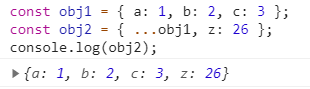 const obj1 = { a: 1, b: 2, c: 3 };
const obj2 = { ...obj1, z: 26 };
console.log(obj2);
▶{a: 1, b: 2, c: 3, z: 26}